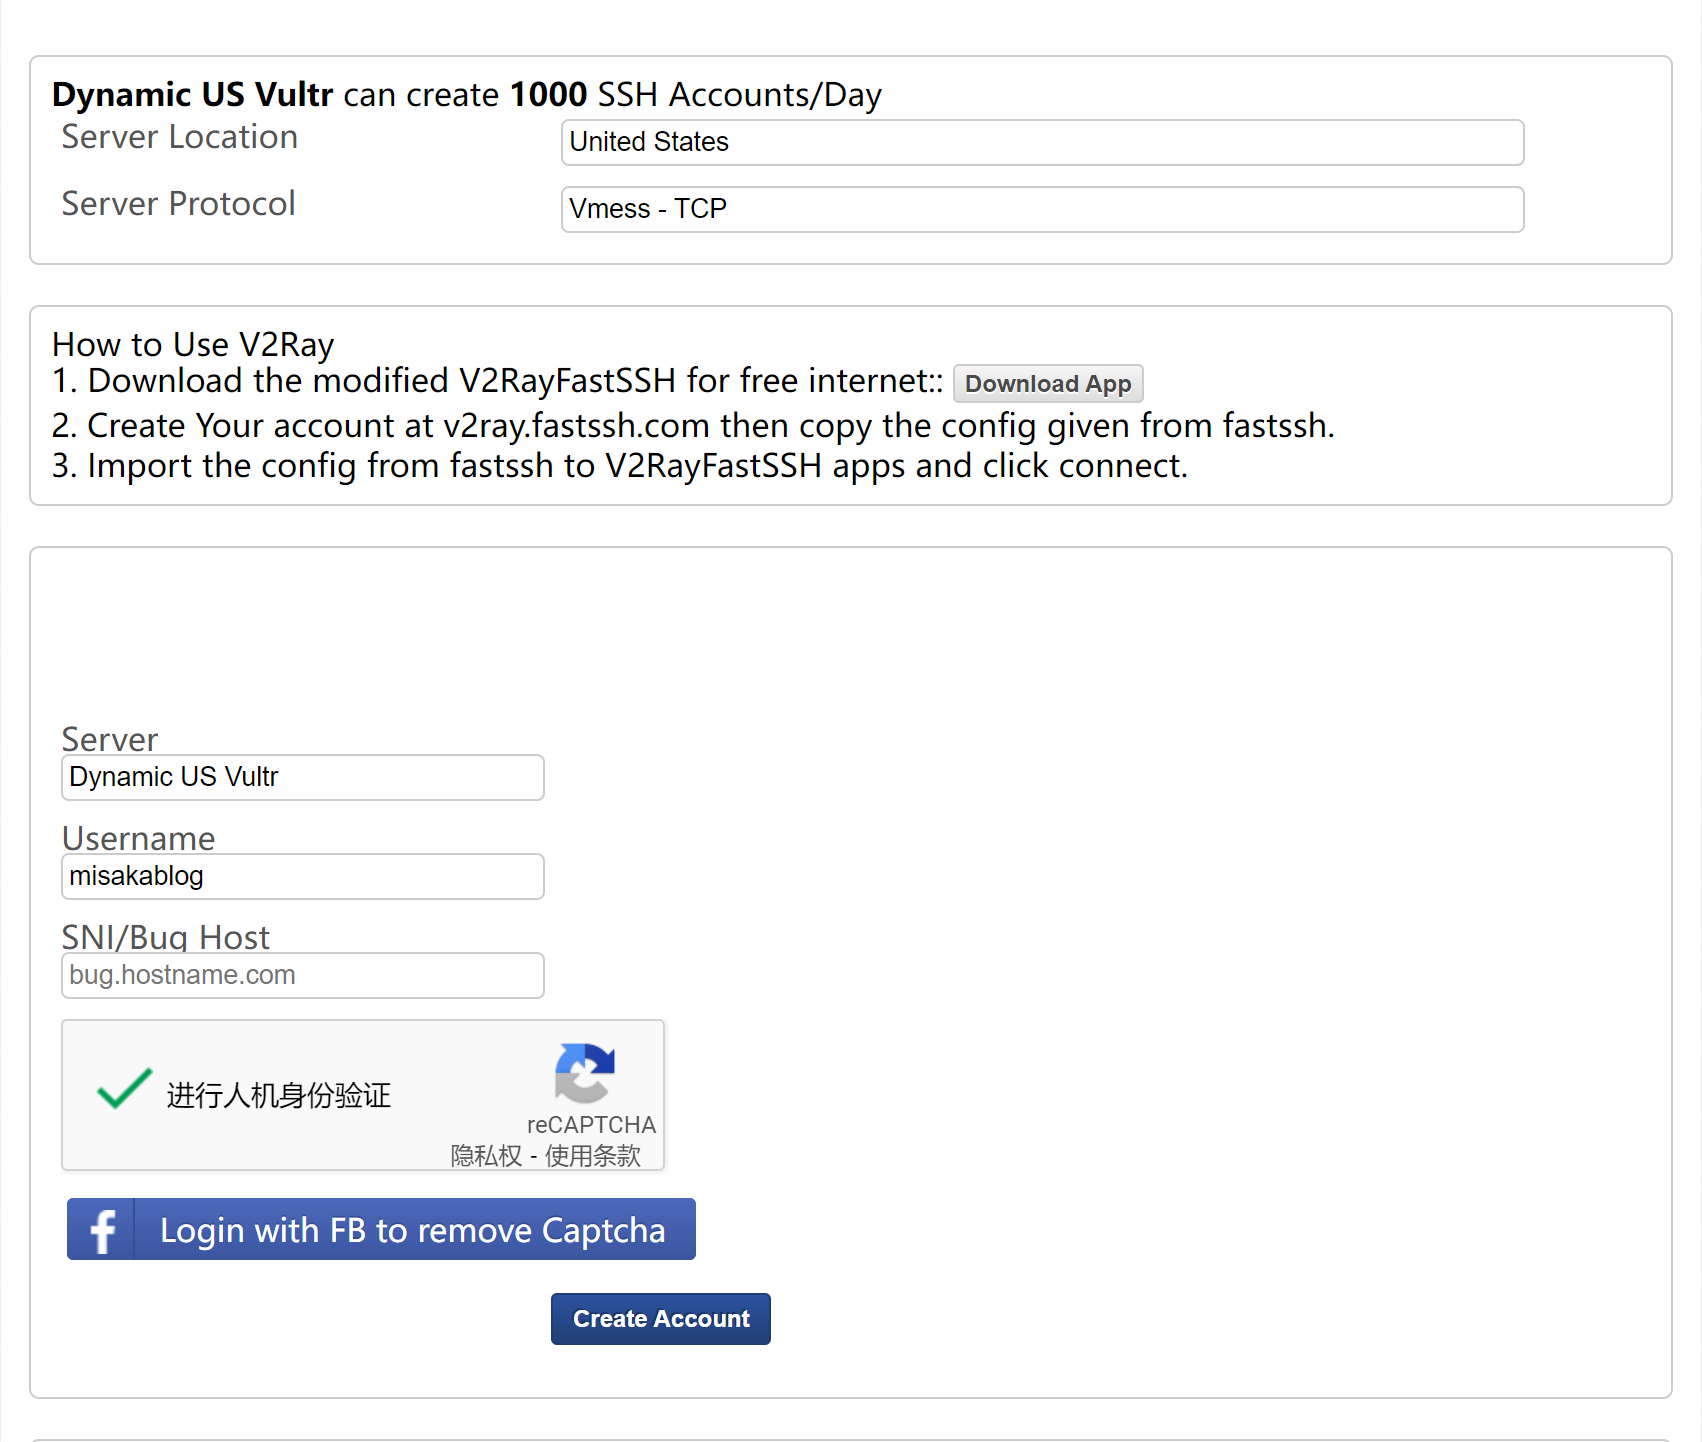 Dynamic US Vultr can create 1000 SSH Accounts/Day
Server Location
United States
Server Protocol
Vmess - TCP
How to Use V2Ray
1. Download the modified V2RayFastSSH for free internet:: Download App
2. Create Your account at v2ray.fastssh.com then copy the config given from fastssh.
3. Import the config from fastssh to V2RayFastSSH apps and click connect.
Server
Dynamic US Vultr
Username
misakablog
SNI/Bug Host
bug.hostname.com
进行人机身份验证
reCAPTCHA
隐私权 - 使用条款
f Login with FB to remove Captcha
Create Account